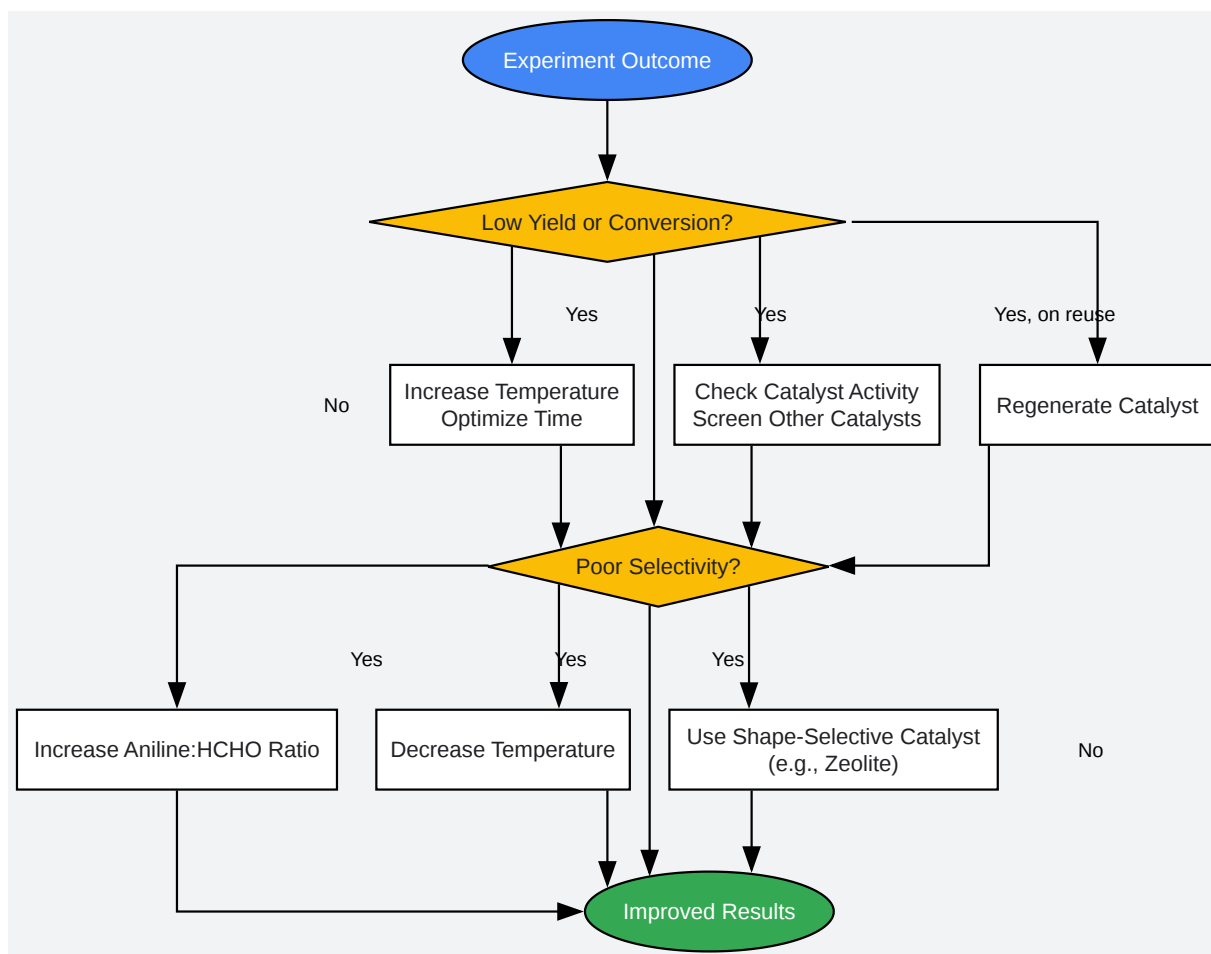 Experiment Outcome
Low Yield or Conversion?
Yes
Yes
Yes, on reuse
Increase Temperature
Optimize Time
Check Catalyst Activity
Screen Other Catalysts
Regenerate Catalyst
No
Poor Selectivity?
Yes
Yes
Yes
Increase Aniline:HCHO Ratio
Decrease Temperature
Use Shape-Selective Catalyst
(e.g., Zeolite)
No
Improved Results